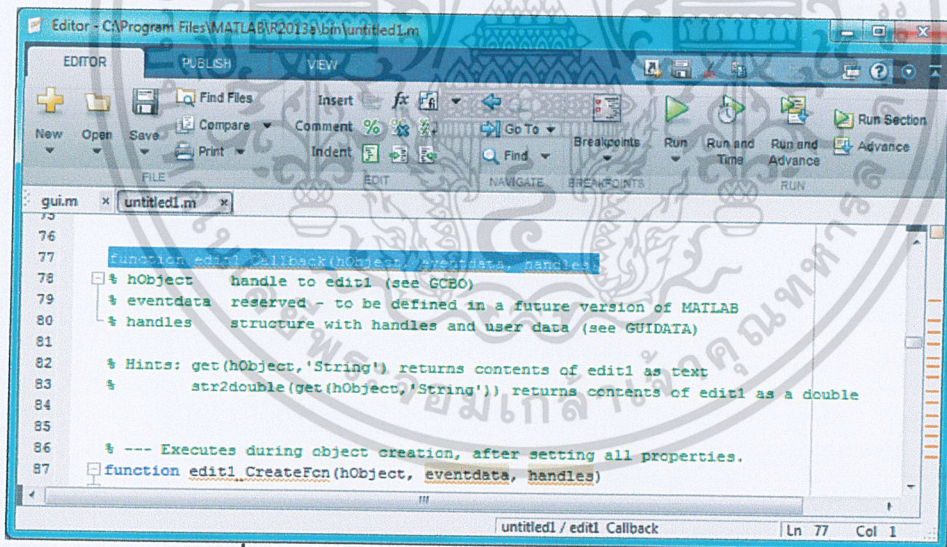 Editor - C:\Program Files\MATLAB\R2013a\bin\untitled1.m
EDITOR PUBLISH VIEW
New Open Save
Find Files
Compare
Print
FILE
Insert fx
Comment
Indent
EDIT
Go To
Find
NAVIGATE
Breakpoints
BREAKPOINTS
Run
Run and Time
Run and Advance
Run Section
Advance
RUN
gui.m × untitled1.m ×
75
76
77 function edit1_Callback(hObject, eventdata, handles)
78 % hObject handle to edit1 (see GCBO)
79 % eventdata reserved - to be defined in a future version of MATLAB
80 % handles structure with handles and user data (see GUIDATA)
81
82 % Hints: get(hObject,'String') returns contents of edit1 as text
83 % str2double(get(hObject,'String')) returns contents of edit1 as a double
84
85
86 % --- Executes during object creation, after setting all properties.
87 function edit1_CreateFcn(hObject, eventdata, handles)
untitled1 / edit1_Callback Ln 77 Col 1